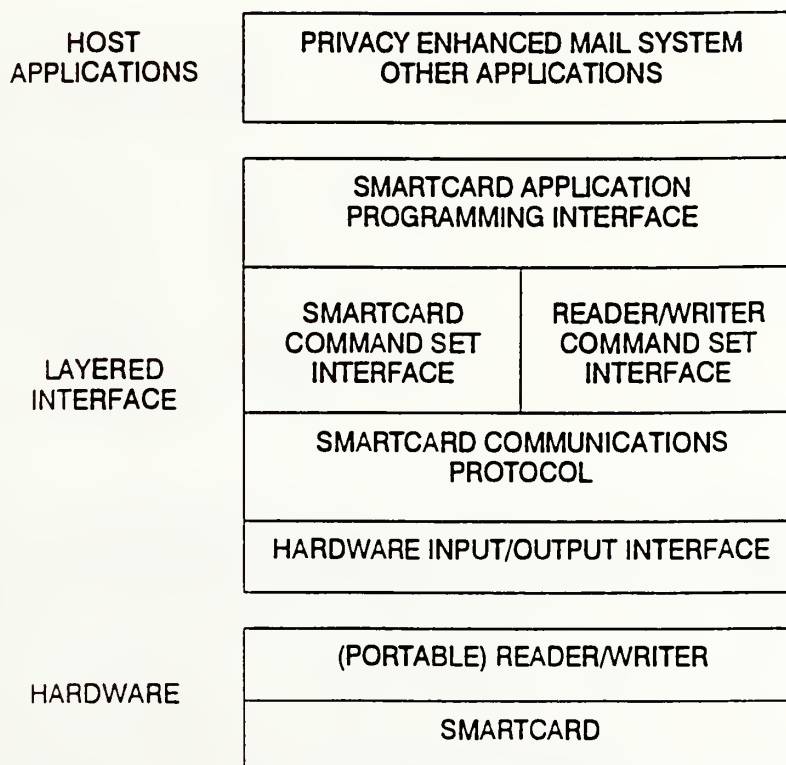 HOST
APPLICATIONS
PRIVACY ENHANCED MAIL SYSTEM
OTHER APPLICATIONS
LAYERED
INTERFACE
SMARTCARD APPLICATION
PROGRAMMING INTERFACE
SMARTCARD
COMMAND SET
INTERFACE
READER/WRITER
COMMAND SET
INTERFACE
SMARTCARD COMMUNICATIONS
PROTOCOL
HARDWARE INPUT/OUTPUT INTERFACE
HARDWARE
(PORTABLE) READER/WRITER
SMARTCARD